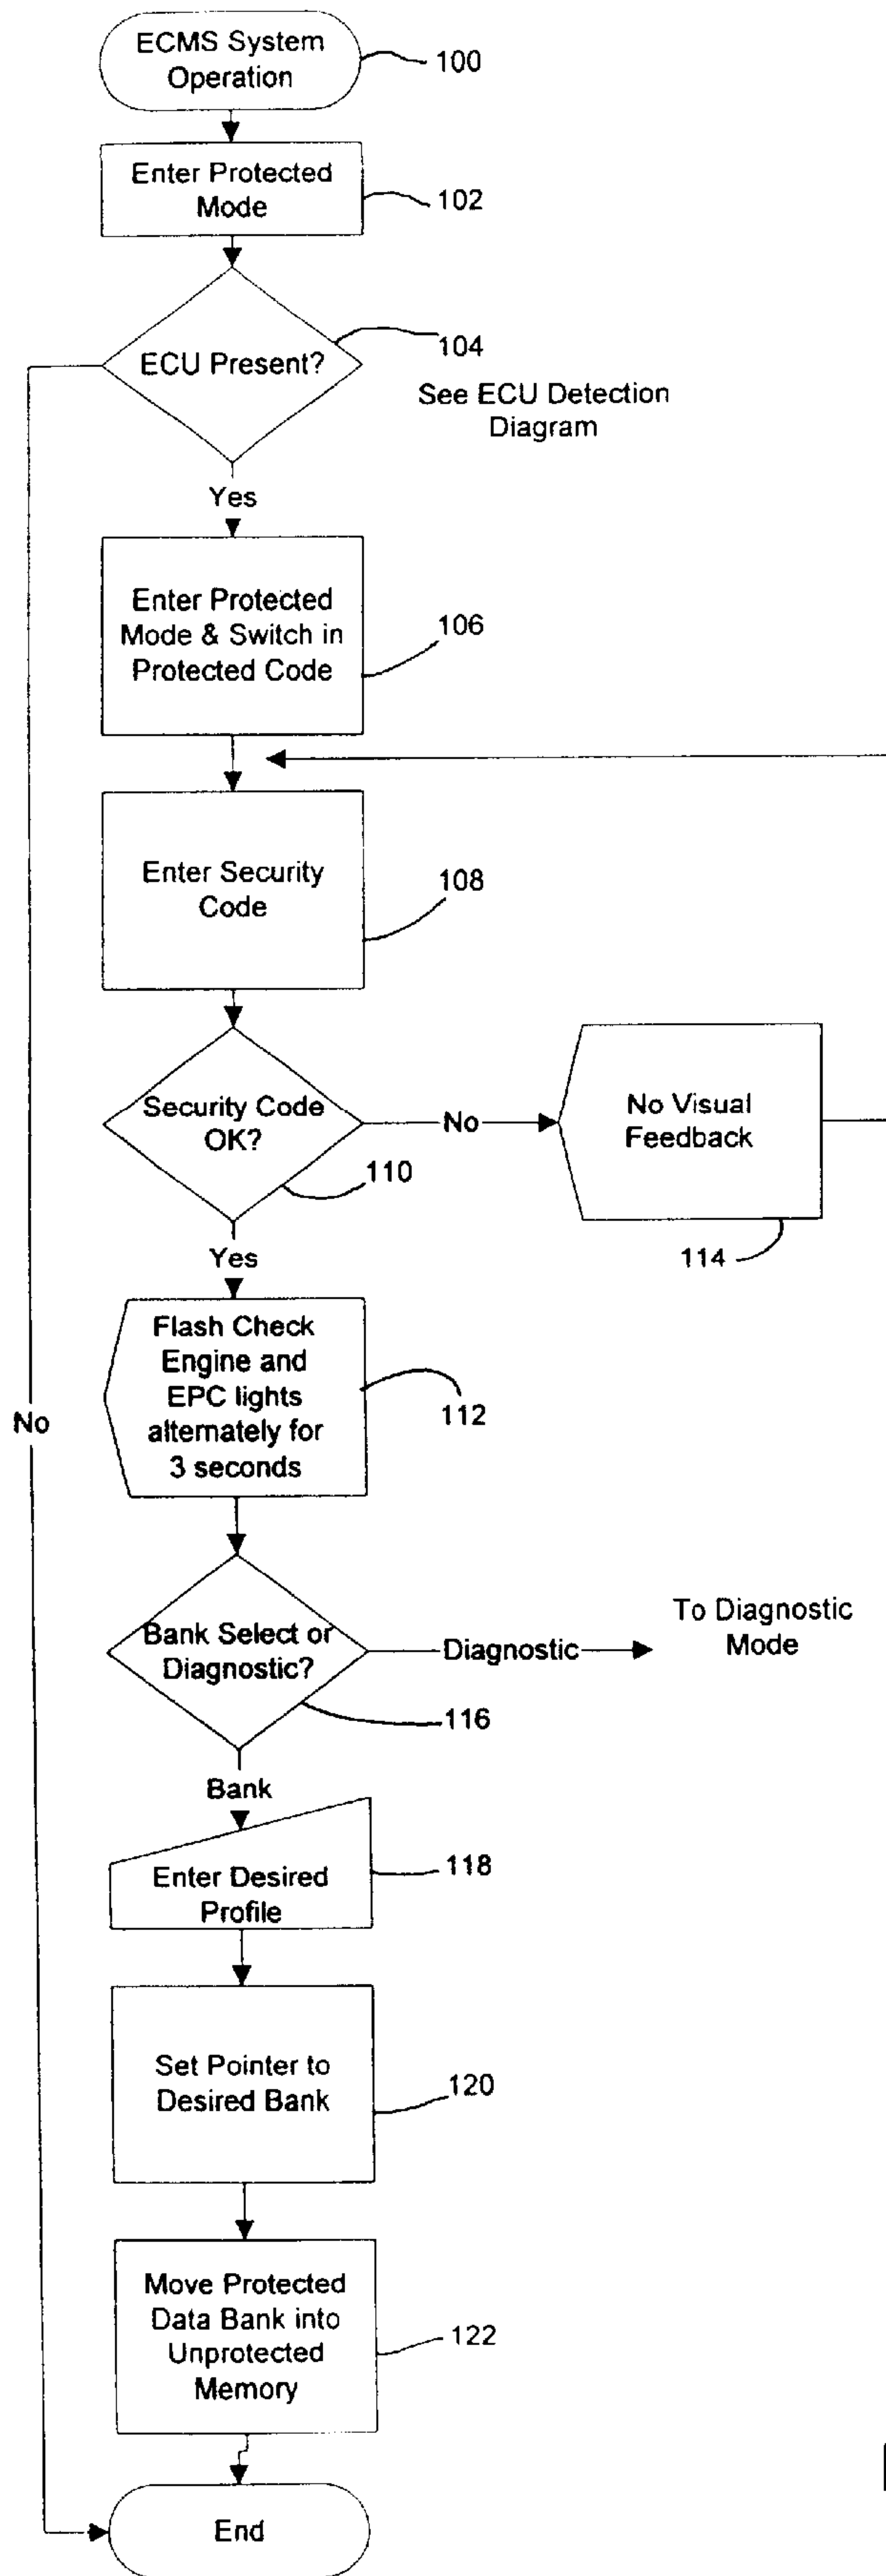 ECMS System
Operation
100
Enter Protected
Mode
102
ECU Present?
104
See ECU Detection
Diagram
Yes
Enter Protected
Mode & Switch in
Protected Code
106
Enter Security
Code
108
Security Code
OK?
110
No
No Visual
Feedback
114
Yes
Flash Check
Engine and
EPC lights
alternately for
3 seconds
112
No
Bank Select or
Diagnostic?
116
Diagnostic
To Diagnostic
Mode
Bank
Enter Desired
Profile
118
Set Pointer to
Desired Bank
120
Move Protected
Data Bank into
Unprotected
Memory
122
End